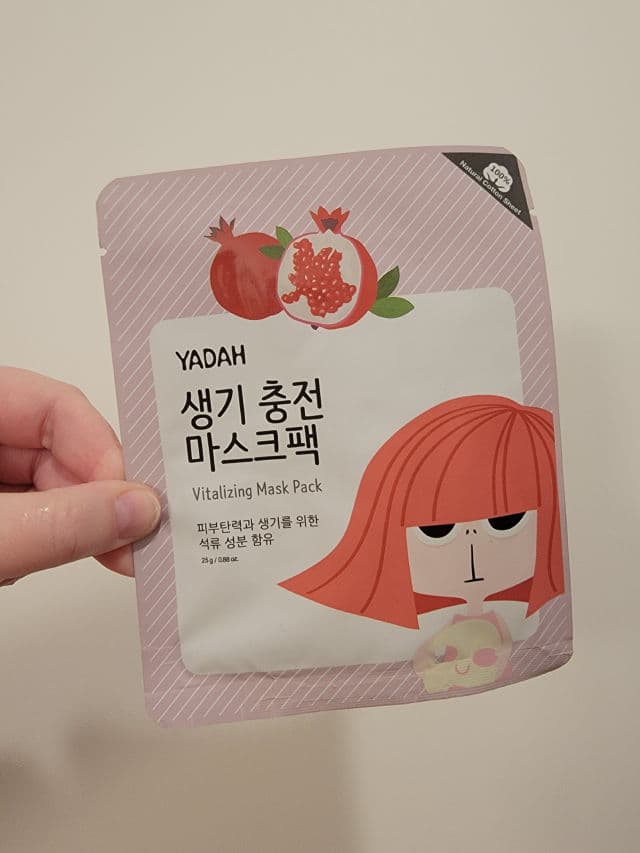 100%
Natural Cotton Sheet
YADAH
생기 충전
마스크팩
Vitalizing Mask Pack
피부탄력과 생기를 위한
석류 성분 함유
25 g / 0.88 oz.